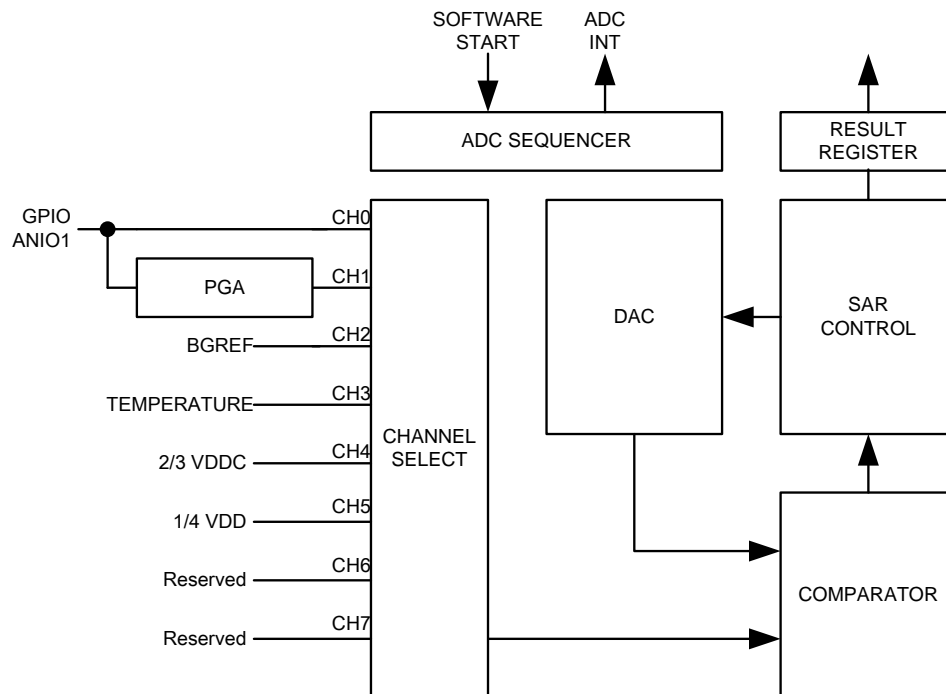 SOFTWARE
START
ADC
INT
ADC SEQUENCER
RESULT
REGISTER
GPIO
ANIO1
CH0
PGA
CH1
BGREF
CH2
TEMPERATURE
CH3
2/3 VDDC
CH4
1/4 VDD
CH5
Reserved
CH6
Reserved
CH7
CHANNEL
SELECT
DAC
SAR
CONTROL
COMPARATOR